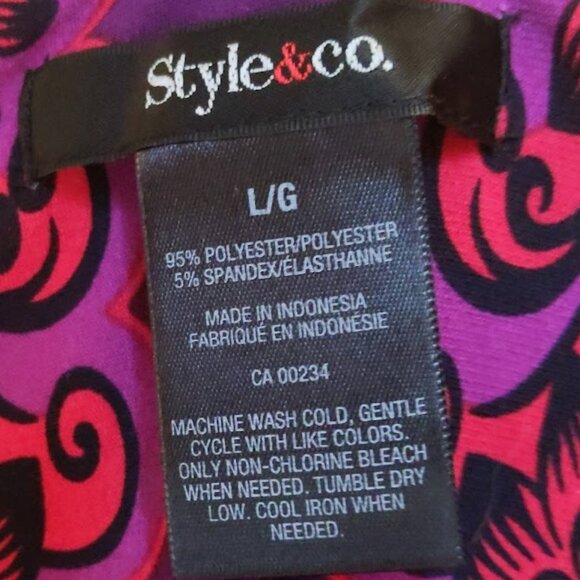 Style&co.
L/G
95% POLYESTER/POLYESTER
5% SPANDEX/ÉLASTHANNE
MADE IN INDONESIA
FABRIQUÉ EN INDONÉSIE
CA 00234
MACHINE WASH COLD, GENTLE
CYCLE WITH LIKE COLORS.
ONLY NON-CHLORINE BLEACH
WHEN NEEDED. TUMBLE DRY
LOW. COOL IRON WHEN
NEEDED.